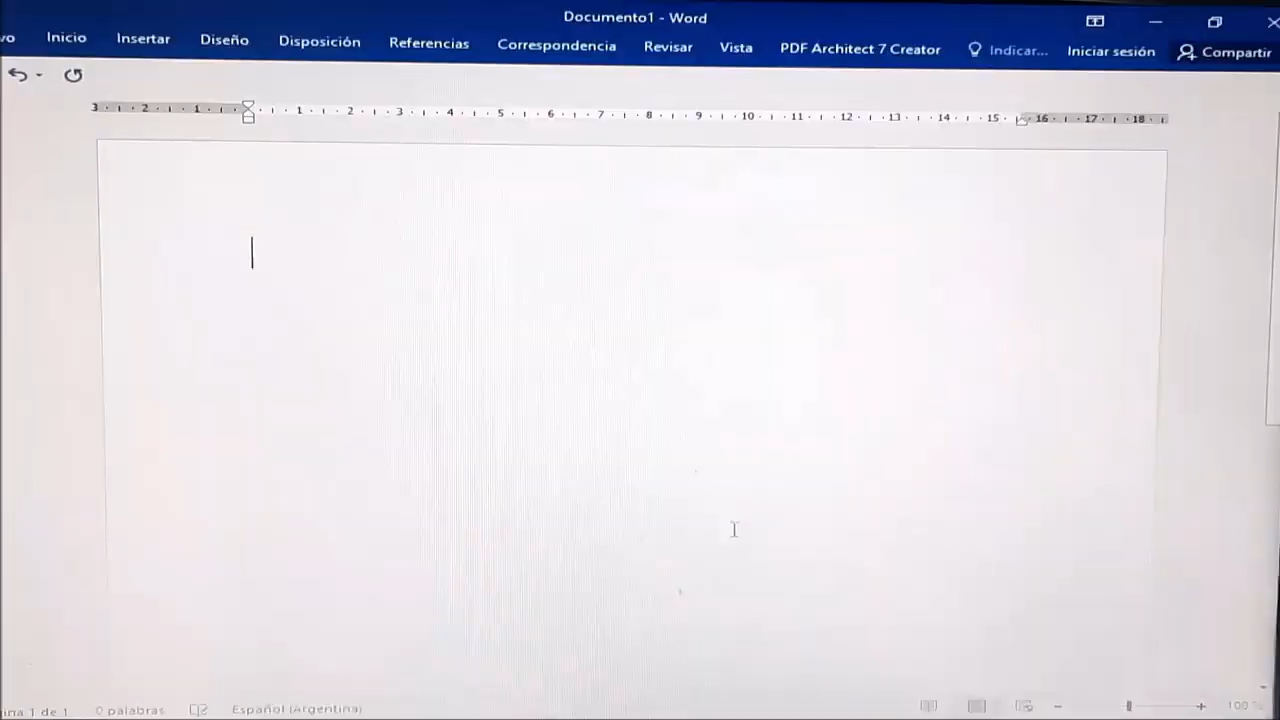 Documento1 - Word
Inicio Insertar Diseño Disposición Referencias Correspondencia Revisar Vista PDF Architect 7 Creator Indicar... Iniciar sesión Compartir
3 2 1 1 2 3 4 5 6 7 8 9 10 11 12 13 14 15 16 17 18
1 de 1 0 palabras Español (Argentina) 100